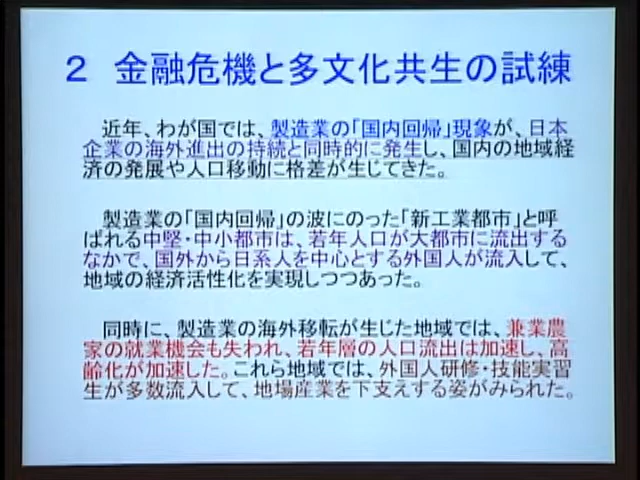 2 金融危機と多文化共生の試練
近年、わが国では、製造業の「国内回帰」現象が、日本
企業の海外進出の持続と同時的に発生し、国内の地域経
済の発展や人口移動に格差が生じてきた。
製造業の「国内回帰」の波にのった「新工業都市」と呼
ばれる中堅・中小都市は、若年人口が大都市に流出する
なかで、国外から日系人を中心とする外国人が流入して、
地域の経済活性化を実現しつつあった。
同時に、製造業の海外移転が生じた地域では、兼業農
家の就業機会も失われ、若年層の人口流出は加速し、高
齢化が加速した。これら地域では、外国人研修・技能実習
生が多数流入して、地場産業を下支えする姿がみられた。